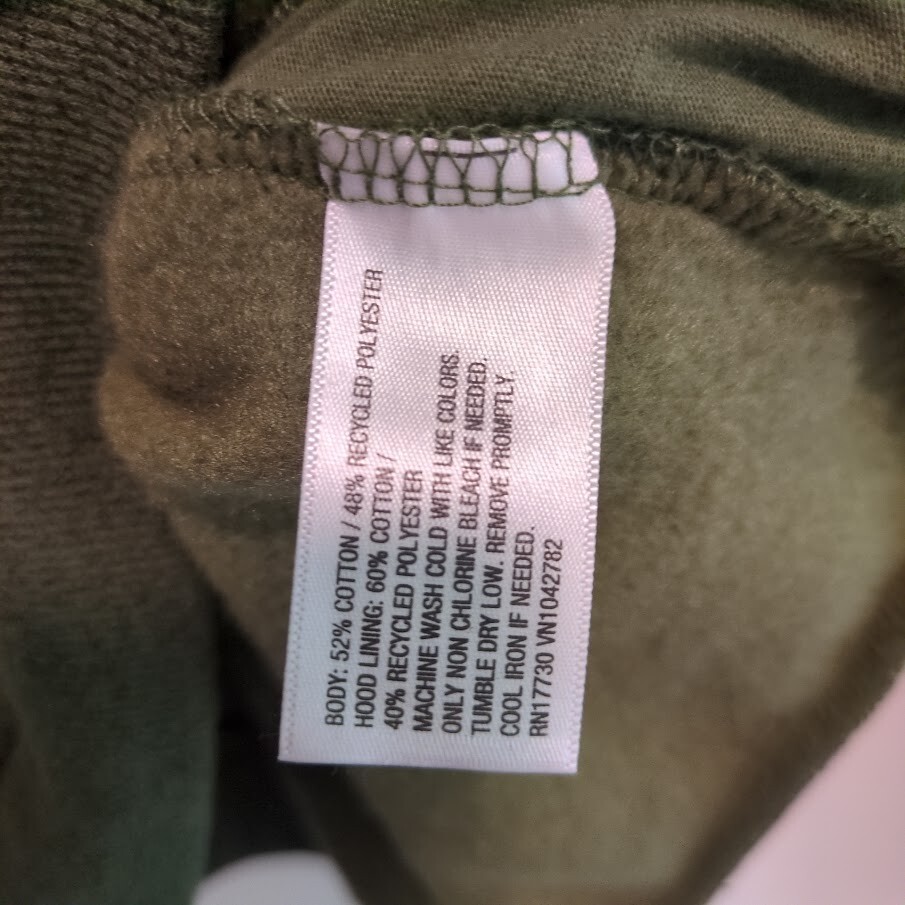 BODY: 52% COTTON / 48% RECYCLED POLYESTER
HOOD LINING: 60% COTTON /
40% RECYCLED POLYESTER
MACHINE WASH COLD WITH LIKE COLORS.
ONLY NON CHLORINE BLEACH IF NEEDED.
TUMBLE DRY LOW. REMOVE PROMPTLY.
COOL IRON IF NEEDED.
RN17730 VN1042782